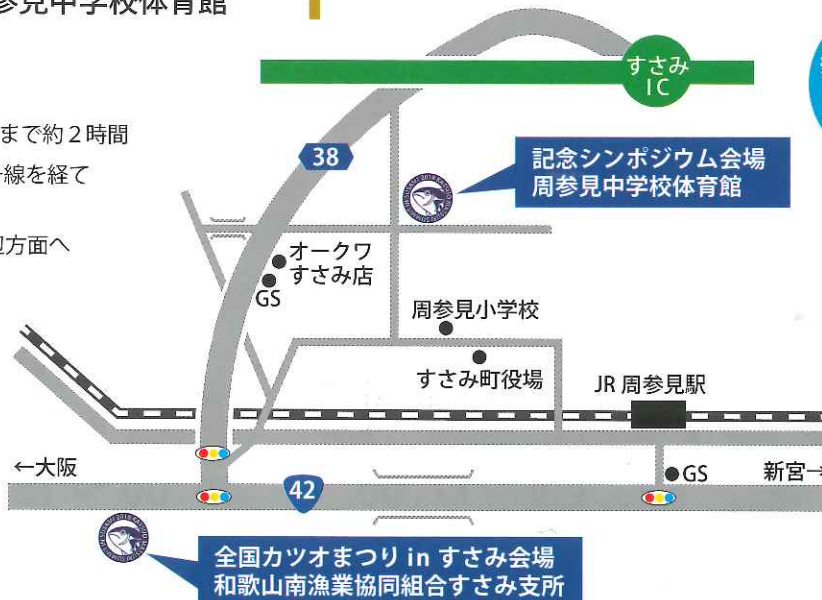 参見中学校体育館
すさみ
IC
まで約2時間
線を経て
辺方面へ
38
記念シンポジウム会場
周参見中学校体育館
オークワ
すさみ店
GS
周参見小学校
すさみ町役場
JR 周参見駅
←大阪
42
GS
新宮→
全国カツオまつり in すさみ会場
和歌山南漁業協同組合すさみ支所